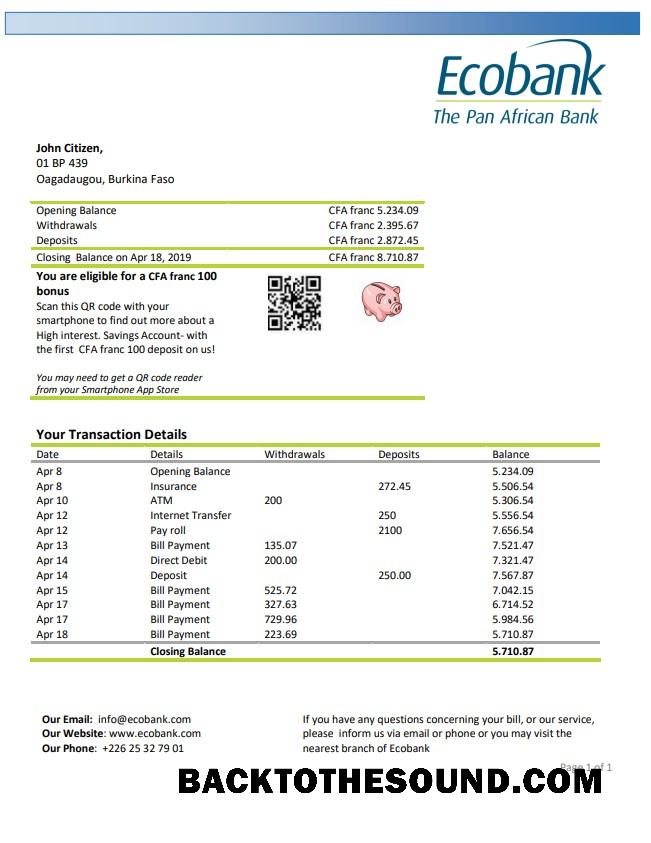 Ecobank
The Pan African Bank
John Citizen,
01 BP 439
Oagadaugou, Burkina Faso
Opening Balance CFA franc 5.234.09
Withdrawals CFA franc 2.395.67
Deposits CFA franc 2.872.45
Closing Balance on Apr 18, 2019 CFA franc 8.710.87
You are eligible for a CFA franc 100
bonus
Scan this QR code with your
smartphone to find out more about a
High interest. Savings Account- with
the first CFA franc 100 deposit on us!
You may need to get a QR code reader
from your Smartphone App Store
Your Transaction Details
Date Details Withdrawals Deposits Balance
Apr 8 Opening Balance 5.234.09
Apr 8 Insurance 272.45 5.506.54
Apr 10 ATM 200 5.306.54
Apr 12 Internet Transfer 250 5.556.54
Apr 12 Pay roll 2100 7.656.54
Apr 13 Bill Payment 135.07 7.521.47
Apr 14 Direct Debit 200.00 7.321.47
Apr 14 Deposit 250.00 7.567.87
Apr 15 Bill Payment 525.72 7.042.15
Apr 17 Bill Payment 327.63 6.714.52
Apr 17 Bill Payment 729.96 5.984.56
Apr 18 Bill Payment 223.69 5.710.87
Closing Balance 5.710.87
Our Email: info@ecobank.com
Our Website: www.ecobank.com
Our Phone: +226 25 32 79 01
If you have any questions concerning your bill, or our service,
please inform us via email or phone or you may visit the
nearest branch of Ecobank
Page 1 of 1
BACKTOTHESOUND.COM